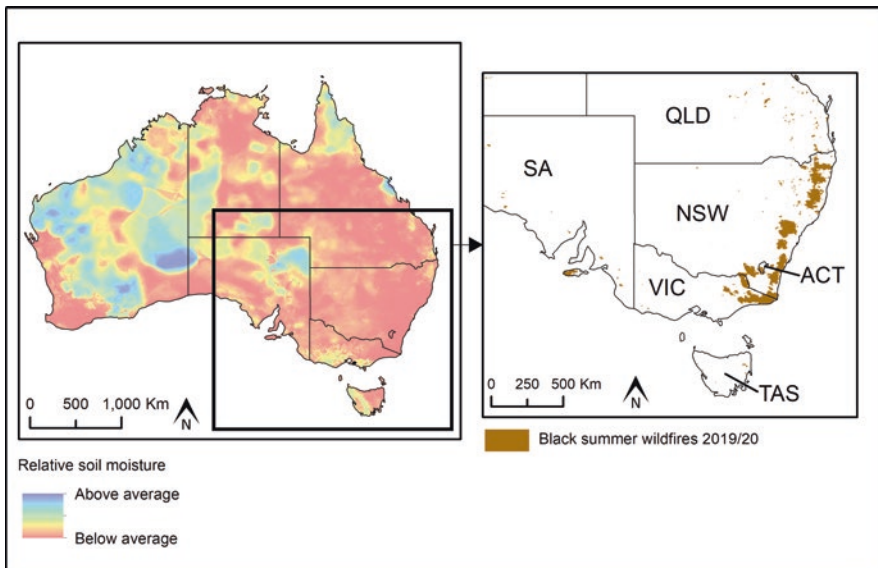 QLD
SA
NSW
ACT
VIC
TAS
0
500
1,000 Km
N
0
250
500 Km
N
Black summer wildfires 2019/20
Relative soil moisture
Above average
Below average